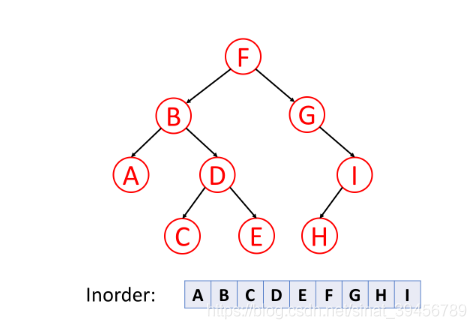 F
B G
A D I
C E H
Inorder: A B C D E F G H I
https://blog.csdn.net/sinat_39456789